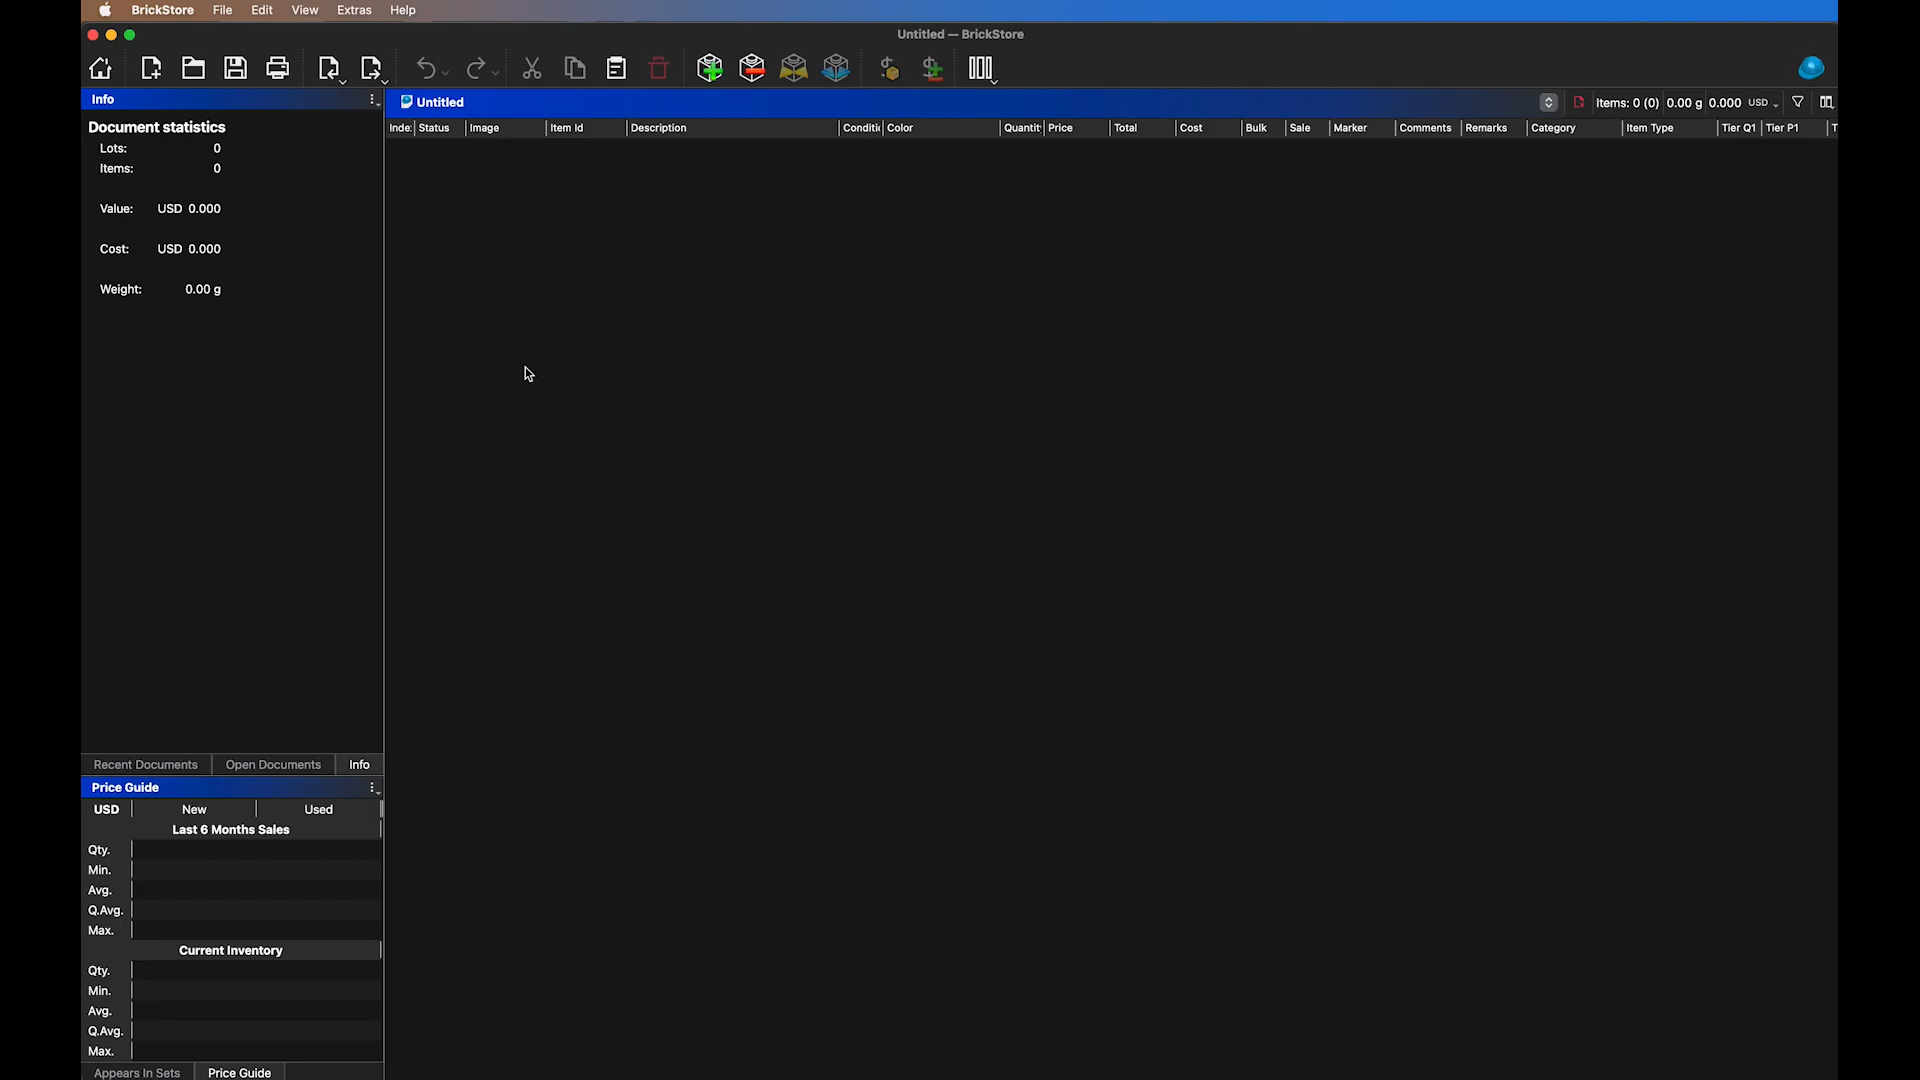 BrickStore File Edit View Extras Help
Untitled — BrickStore
Info
Document statistics
Lots: 0
Items: 0
Value: USD 0.000
Cost: USD 0.000
Weight: 0.00 g
Recent Documents Open Documents Info
Price Guide
USD New Used
Last 6 Months Sales
Qty.
Min.
Avg.
Q.Avg.
Max.
Current Inventory
Qty.
Min.
Avg.
Q.Avg.
Max.
Appears In Sets Price Guide
Untitled Items: 0 (0) 0.00 g 0.000 USD
Inde: Status Image Item Id Description Conditi Color Quantit Price Total Cost Bulk Sale Marker Comments Remarks Category Item Type Tier Q1 Tier P1 T